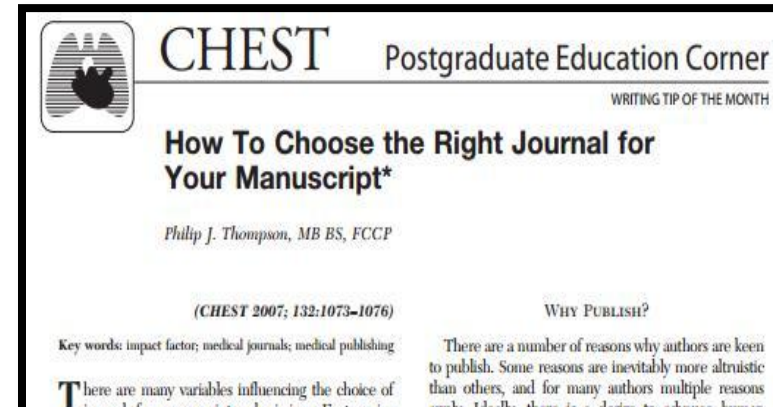 CHEST
Postgraduate Education Corner
WRITING TIP OF THE MONTH
How To Choose the Right Journal for
Your Manuscript*
Philip J. Thompson, MB BS, FCCP
(CHEST 2007; 132:1073–1076)
Key words: impact factor; medical journals; medical publishing
There are many variables influencing the choice of
WHY PUBLISH?
There are a number of reasons why authors are keen
to publish. Some reasons are inevitably more altruistic
than others, and for many authors multiple reasons